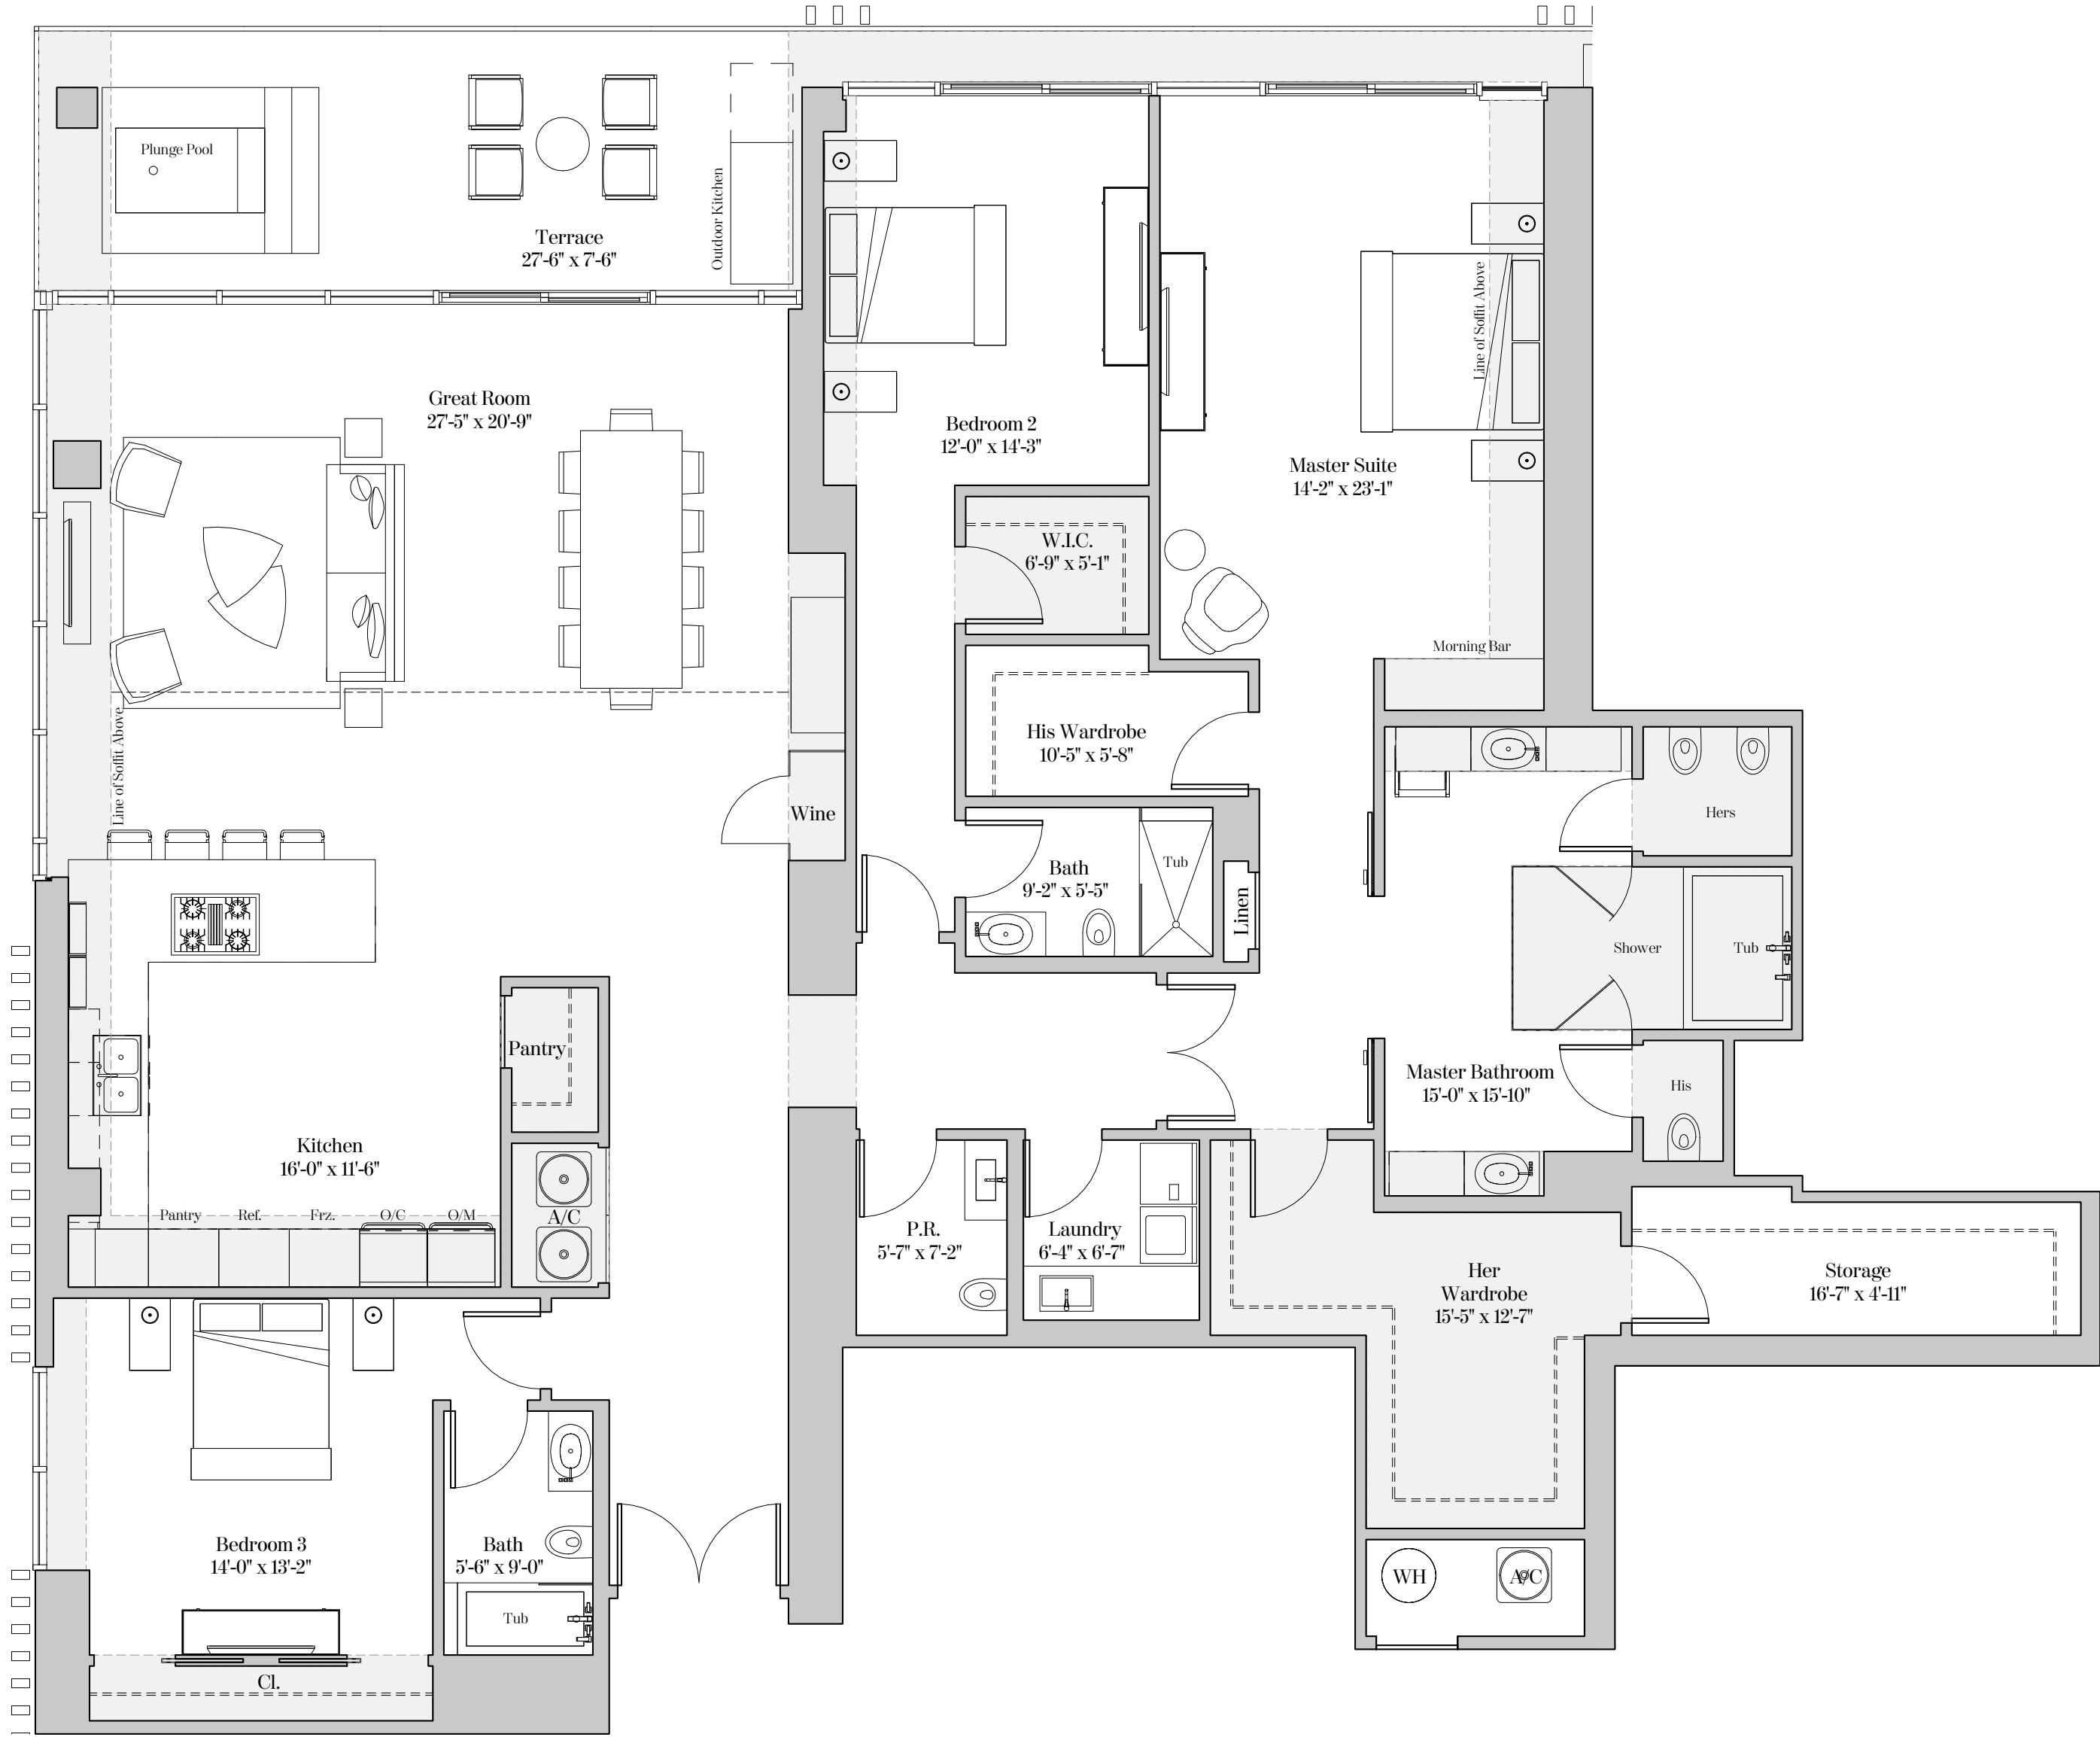 Plunge Pool
Outdoor Kitchen
Terrace
27'-6" x 7'-6"
Great Room
27'-5" x 20'-9"
Line of Soffit Above
Wine
Bedroom 2
12'-0" x 14'-3"
Master Suite
14'-2" x 23'-1"
Line of Soffit Above
W.I.C.
6'-9" x 5'-1"
Morning Bar
His Wardrobe
10'-5" x 5'-8"
Bath
9'-2" x 5'-5"
Tub
Linen
Hers
Shower
Tub
Master Bathroom
15'-0" x 15'-10"
His
Pantry
Kitchen
16'-0" x 11'-6"
Pantry
Ref.
Frz.
O/C
O/M
A/C
P.R.
5'-7" x 7'-2"
Laundry
6'-4" x 6'-7"
Her
Wardrobe
15'-5" x 12'-7"
Storage
16'-7" x 4'-11"
Bedroom 3
14'-0" x 13'-2"
Bath
5'-6" x 9'-0"
Tub
Cl.
WH
A/C